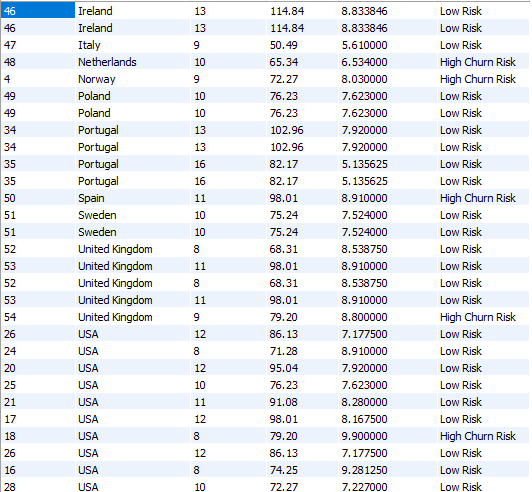 46 Ireland 13 114.84 8.833846 Low Risk
46 Ireland 13 114.84 8.833846 Low Risk
47 Italy 9 50.49 5.610000 Low Risk
48 Netherlands 10 65.34 6.534000 High Churn Risk
4 Norway 9 72.27 8.030000 High Churn Risk
49 Poland 10 76.23 7.623000 Low Risk
49 Poland 10 76.23 7.623000 Low Risk
34 Portugal 13 102.96 7.920000 Low Risk
34 Portugal 13 102.96 7.920000 Low Risk
35 Portugal 16 82.17 5.135625 Low Risk
35 Portugal 16 82.17 5.135625 Low Risk
50 Spain 11 98.01 8.910000 High Churn Risk
51 Sweden 10 75.24 7.524000 Low Risk
51 Sweden 10 75.24 7.524000 Low Risk
52 United Kingdom 8 68.31 8.538750 Low Risk
53 United Kingdom 11 98.01 8.910000 Low Risk
52 United Kingdom 8 68.31 8.538750 Low Risk
53 United Kingdom 11 98.01 8.910000 Low Risk
54 United Kingdom 9 79.20 8.800000 High Churn Risk
26 USA 12 86.13 7.177500 Low Risk
24 USA 8 71.28 8.910000 Low Risk
20 USA 12 95.04 7.920000 Low Risk
25 USA 10 76.23 7.623000 Low Risk
21 USA 11 91.08 8.280000 Low Risk
17 USA 12 98.01 8.167500 Low Risk
18 USA 8 79.20 9.900000 High Churn Risk
26 USA 12 86.13 7.177500 Low Risk
16 USA 8 74.25 9.281250 Low Risk
28 USA 10 72.27 7.227000 Low Risk